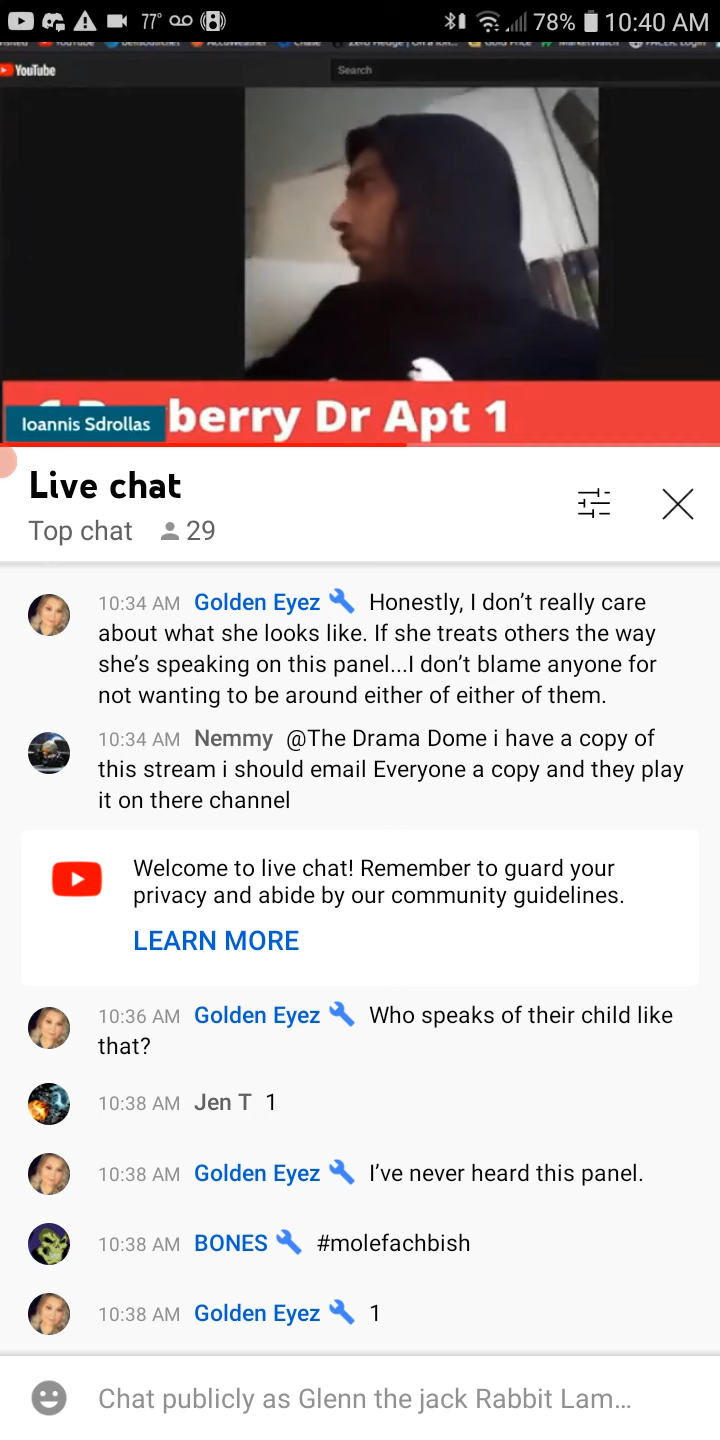 77° 78% 10:40 AM
YouTube Search
berry Dr Apt 1
Ioannis Sdrollas
Live chat
Top chat 29
10:34 AM Golden Eyez Honestly, I don't really care
about what she looks like. If she treats others the way
she's speaking on this panel...I don't blame anyone for
not wanting to be around either of either of them.
10:34 AM Nemmy @The Drama Dome i have a copy of
this stream i should email Everyone a copy and they play
it on there channel
Welcome to live chat! Remember to guard your
privacy and abide by our community guidelines.
LEARN MORE
10:36 AM Golden Eyez Who speaks of their child like
that?
10:38 AM Jen T 1
10:38 AM Golden Eyez I've never heard this panel.
10:38 AM BONES #molefachbish
10:38 AM Golden Eyez 1
Chat publicly as Glenn the jack Rabbit Lam...